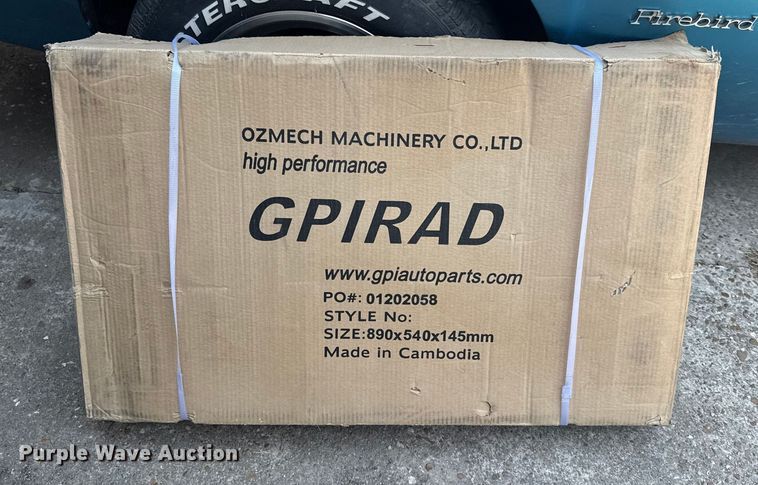 Firebird
OZMECH MACHINERY CO.,LTD
high performance
GPIRAD
www.gpiautoparts.com
PO#: 01202058
STYLE No:
SIZE:890x540x145mm
Made in Cambodia
Purple Wave Auction